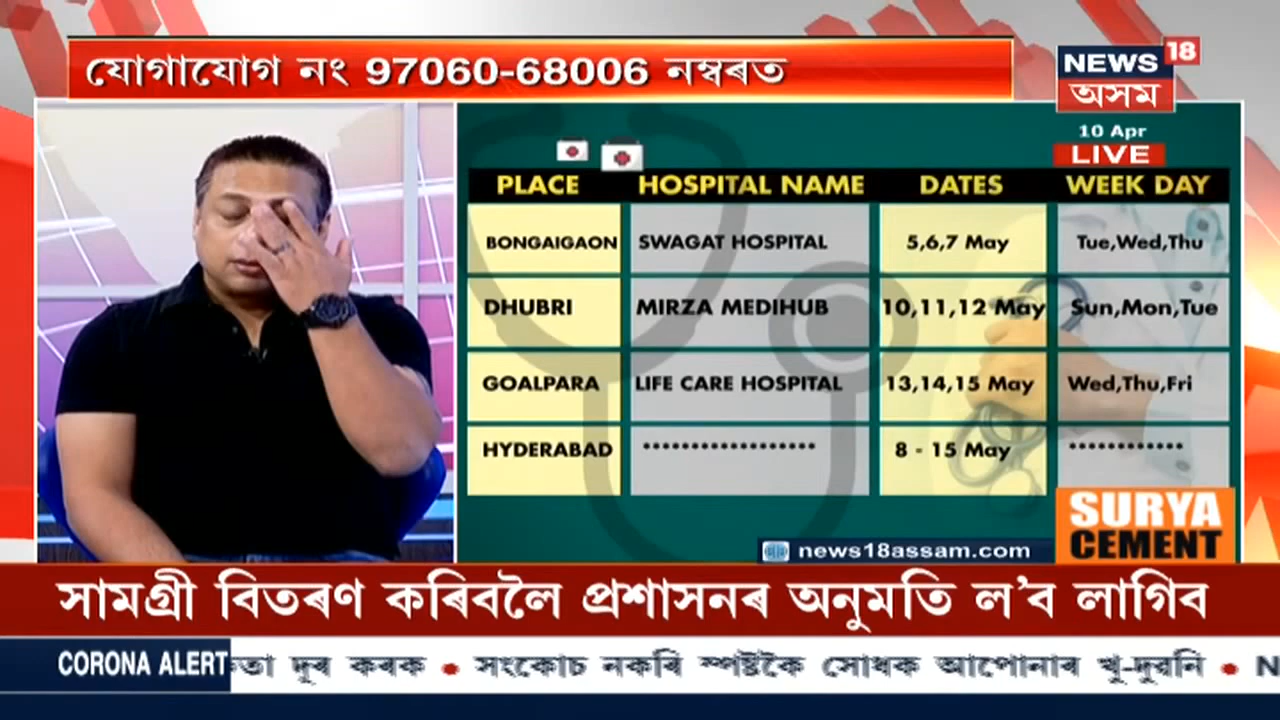 যোগাযোগ নং 97060-68006 নম্বৰত
NEWS 18
অসম
10 Apr
LIVE
PLACE HOSPITAL NAME DATES WEEK DAY
BONGAIGAON SWAGAT HOSPITAL 5,6,7 May Tue,Wed,Thu
DHUBRI MIRZA MEDIHUB 10,11,12 May Sun,Mon,Tue
GOALPARA LIFE CARE HOSPITAL 13,14,15 May Wed,Thu,Fri
HYDERABAD ****************** 8 - 15 May ************
SURYA
CEMENT
news18assam.com
সামগ্ৰী বিতৰণ কৰিবলৈ প্ৰশাসনৰ অনুমতি ল'ব লাগিব
CORONA ALERT দূৰ কৰক • সংকোচ নকৰি স্পষ্টকৈ সোধক আপোনাৰ খু-দুৱনি •